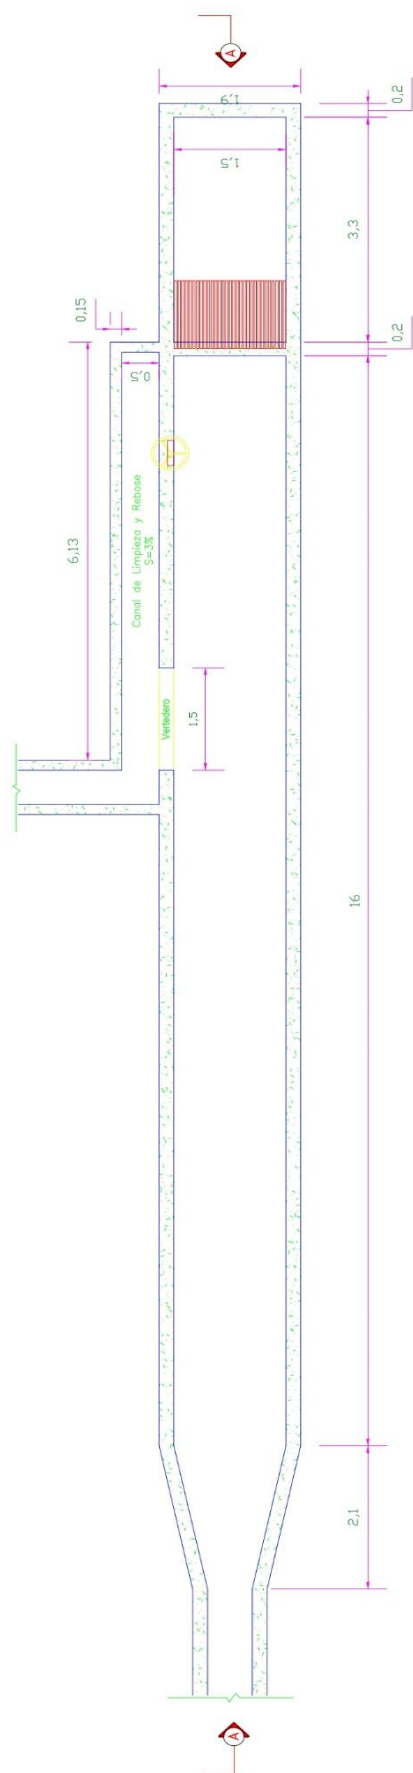 A
1,9
0,2
1,5
3,3
0,15
0,5
0,2
6,13
Canal de Limpieza y Rebose
S=3%
Vertedero
1,5
16
2,1
A